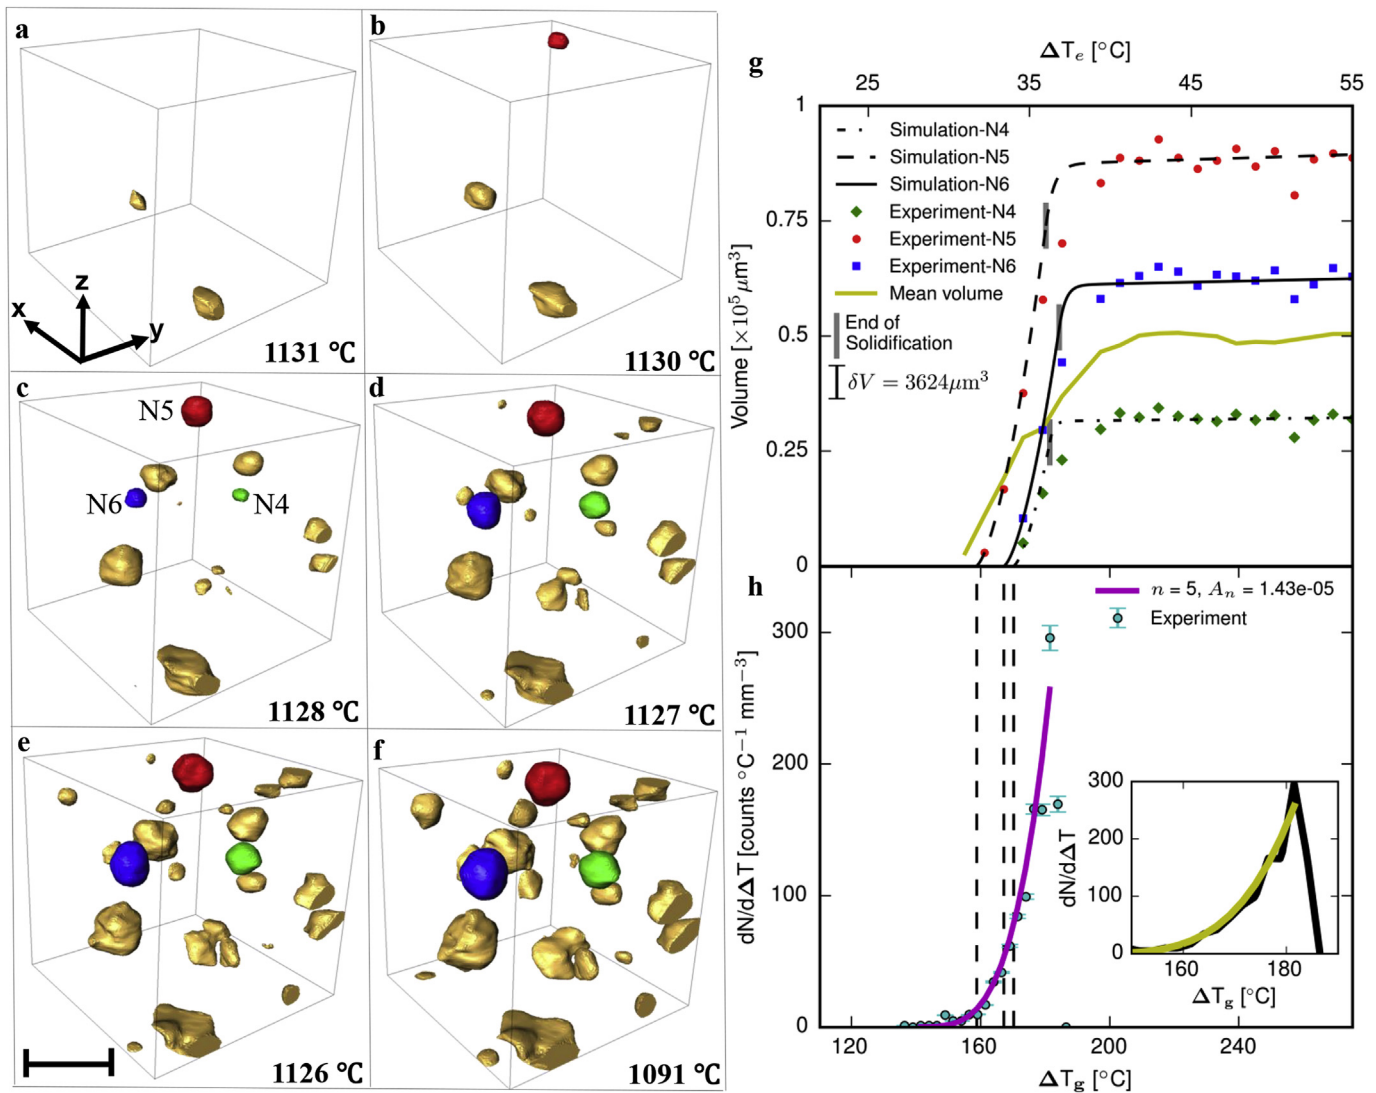 a
1131 ℃
z
x
y
b
1130 ℃
c
N5
N6
N4
1128 ℃
d
1127 ℃
e
1126 ℃
f
1091 ℃
g
ΔTₑ [°C]
25 35 45 55
Volume [×10⁵ μm³]
1
0.75
0.5
0.25
0
Simulation-N4
Simulation-N5
Simulation-N6
Experiment-N4
Experiment-N5
Experiment-N6
Mean volume
End of
Solidification
δV = 3624μm³
h
n = 5, Aₙ = 1.43e-05
Experiment
dN/dΔT [counts °C⁻¹ mm⁻³]
300
200
100
0
120 160 200 240
ΔTg [°C]
dN/dΔT
300
200
100
0
160 180
ΔTg [°C]